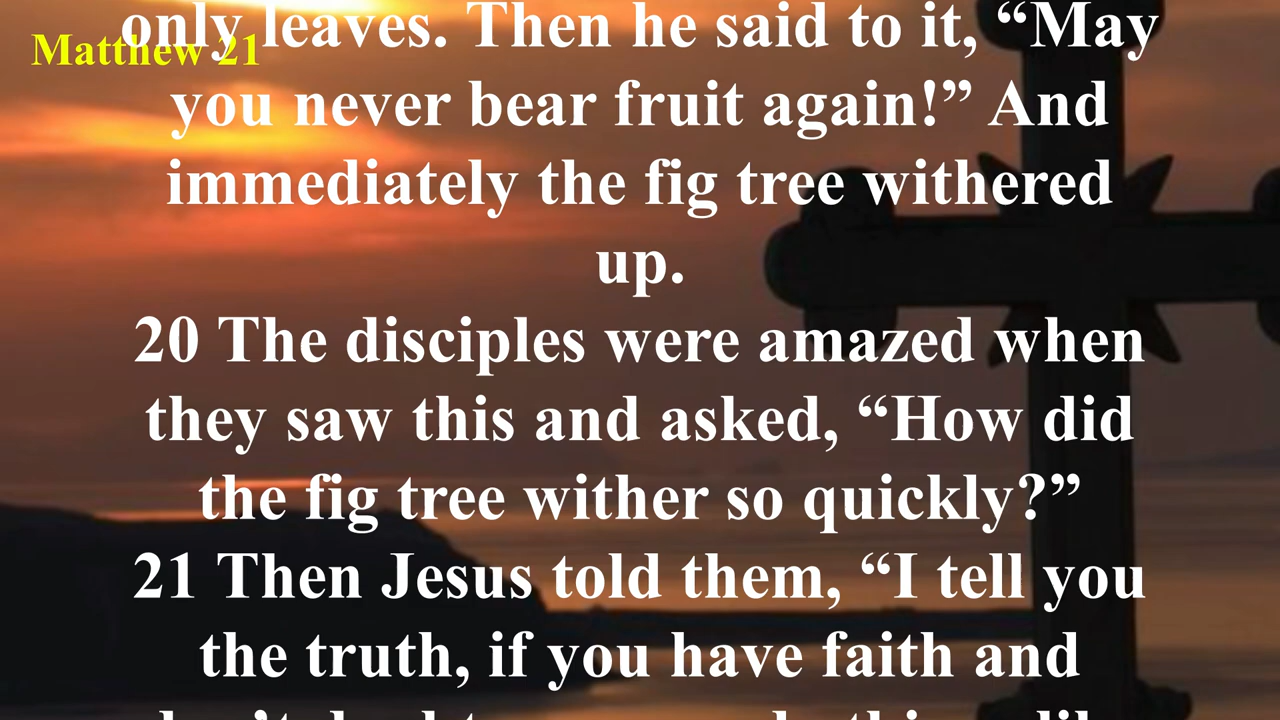 Matthew 21
only leaves. Then he said to it, “May
you never bear fruit again!” And
immediately the fig tree withered
up.
20 The disciples were amazed when
they saw this and asked, “How did
the fig tree wither so quickly?”
21 Then Jesus told them, “I tell you
the truth, if you have faith and